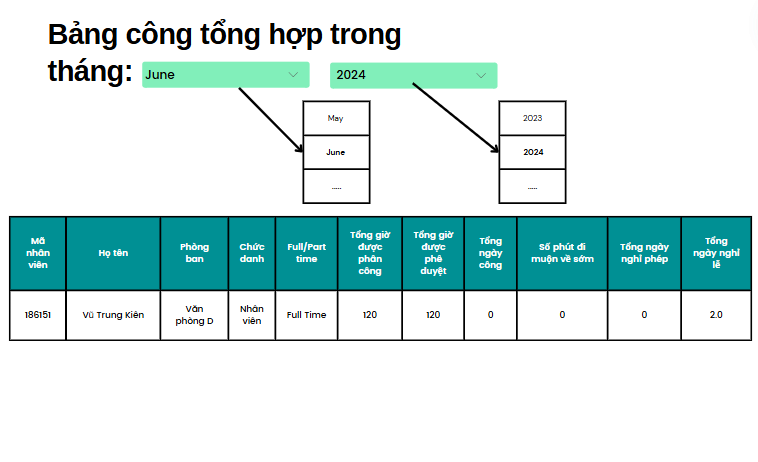 Bảng công tổng hợp trong
tháng: June 2024
May 2023
June 2024
..... .....
Mã nhân viên Họ tên Phòng ban Chức danh Full/Part time Tổng giờ được phân công Tổng giờ được phê duyệt Tổng ngày công Số phút đi muộn về sớm Tổng ngày nghỉ phép Tổng ngày nghỉ lễ
186151 Vũ Trung Kiên Văn phòng D Nhân viên Full Time 120 120 0 0 0 2.0